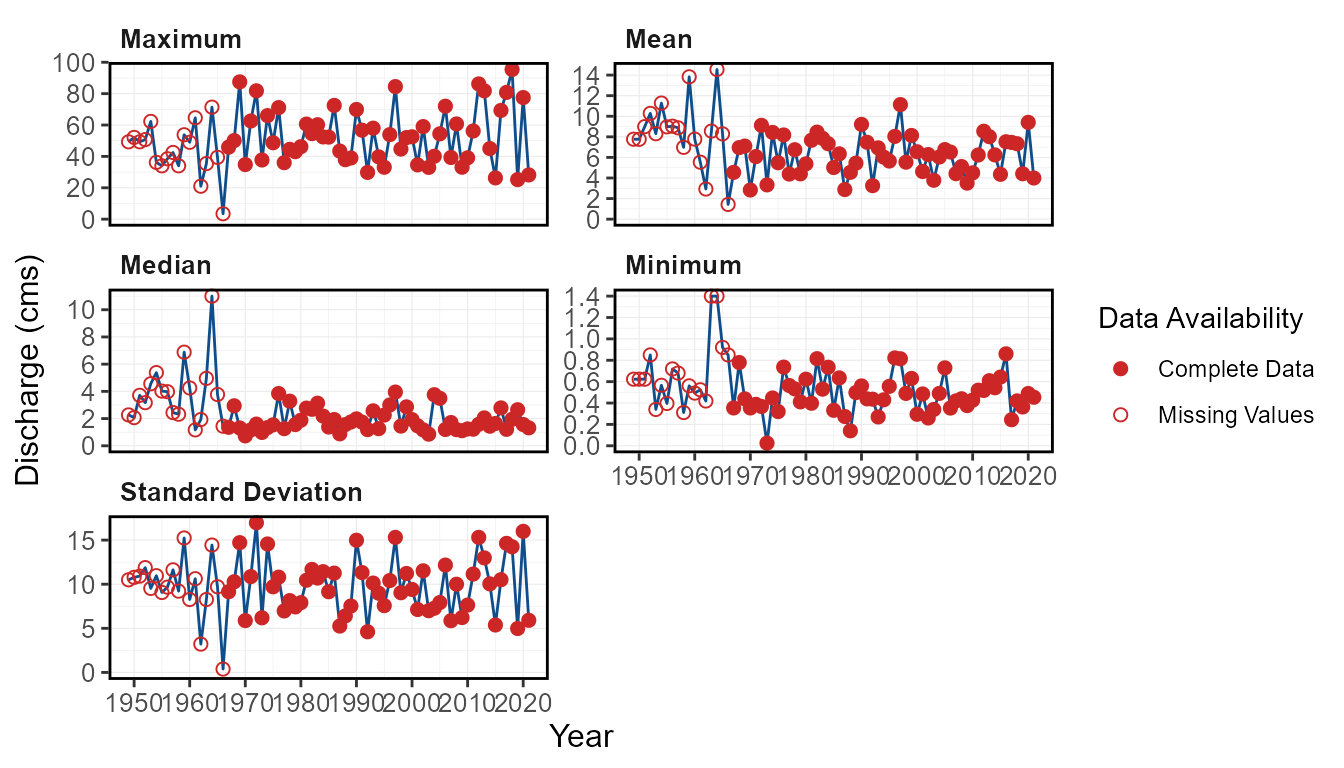 Maximum
100
80
60
40
20
0
Mean
14
12
10
8
6
4
2
0
Discharge (cms)
Median
10
8
6
4
2
0
Minimum
1.4
1.2
1.0
0.8
0.6
0.4
0.2
0.0
1950 1960 1970 1980 1990 2000 2010 2020
Data Availability
Complete Data
Missing Values
Standard Deviation
15
10
5
0
1950 1960 1970 1980 1990 2000 2010 2020
Year